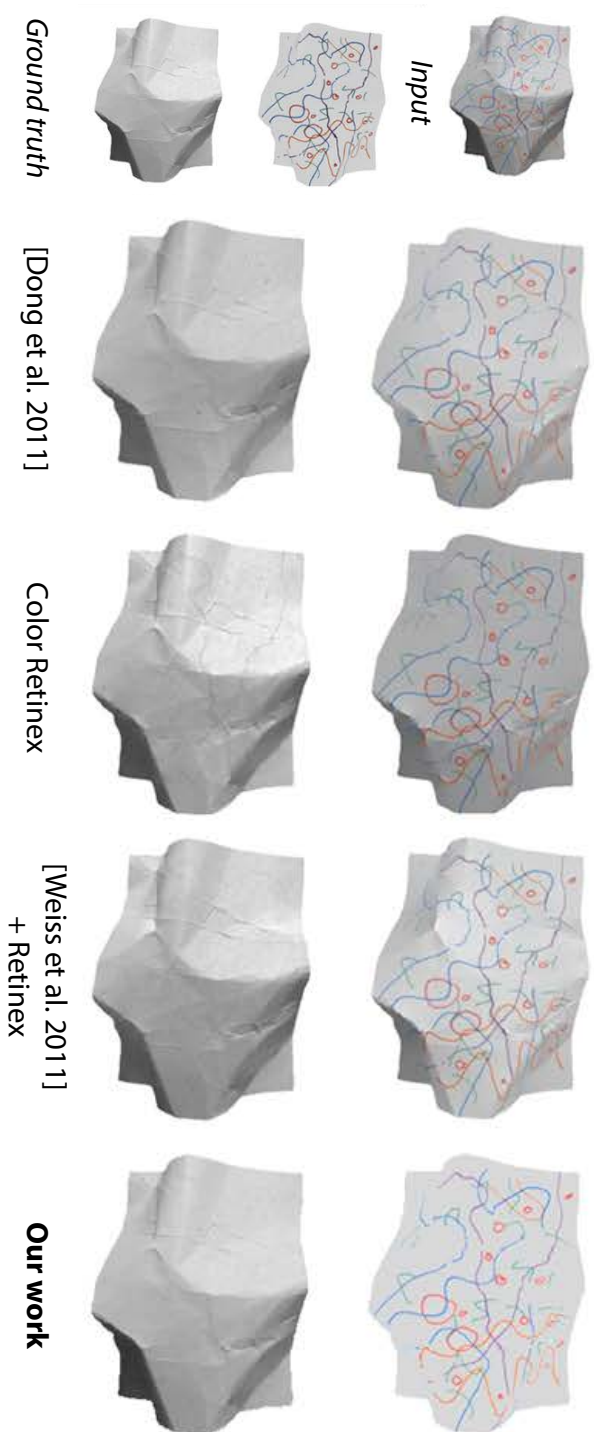 Input
Ground truth
[Dong et al. 2011]
Color Retinex
[Weiss et al. 2011]
+ Retinex
Our work